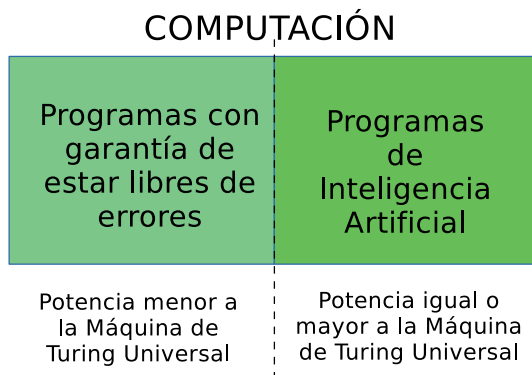 COMPUTACIÓN
Programas con
garantía de
estar libres de
errores
Programas
de
Inteligencia
Artificial
Potencia menor a
la Máquina de
Turing Universal
Potencia igual o
mayor a la Máquina
de Turing Universal